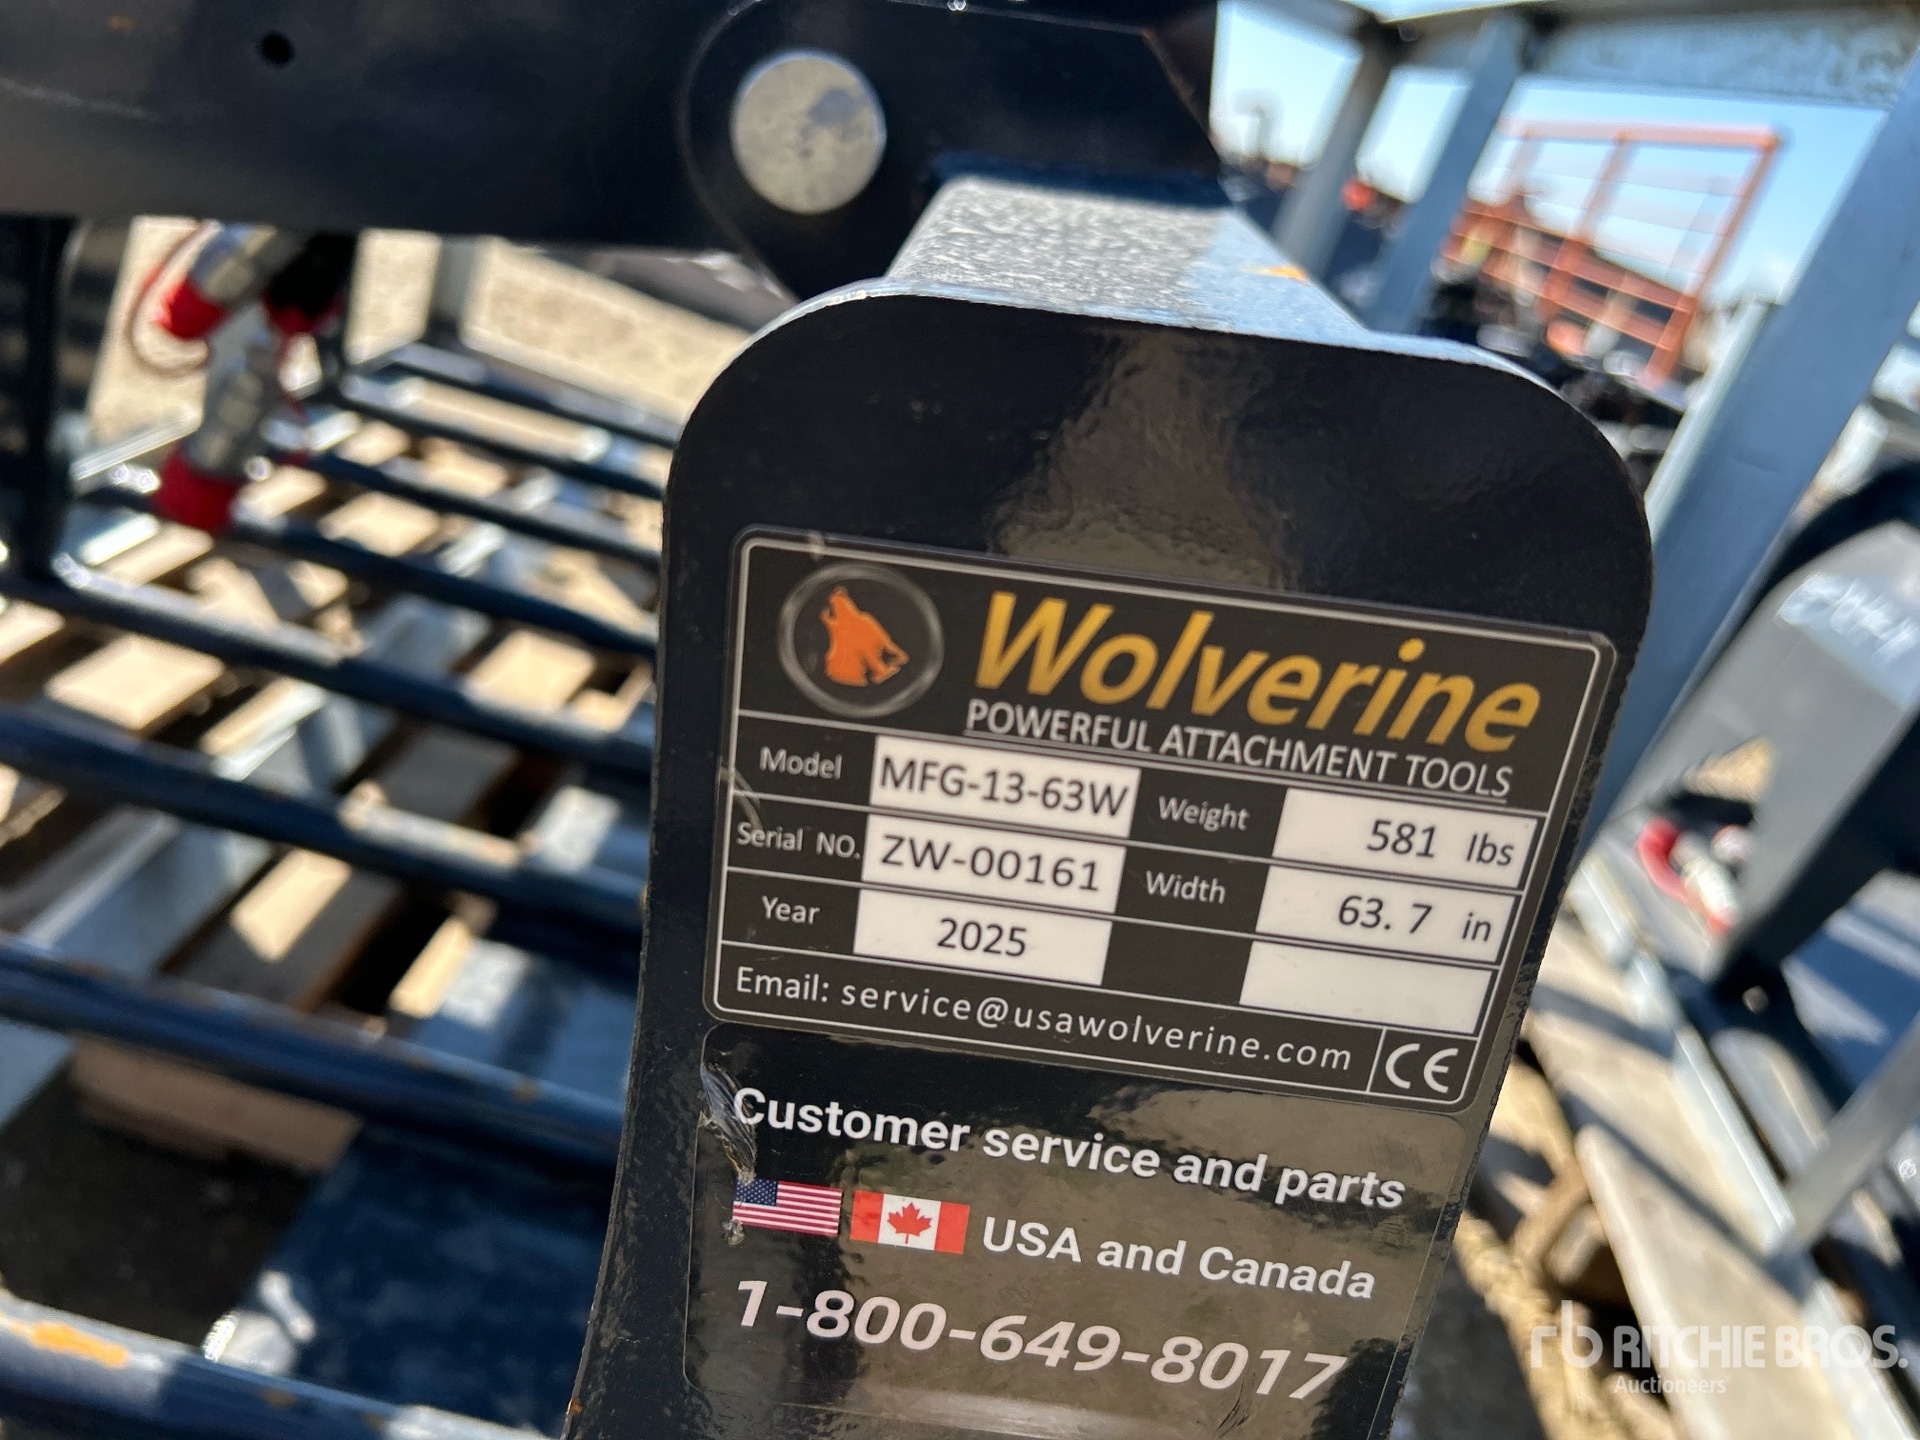 Wolverine
POWERFUL ATTACHMENT TOOLS
Model MFG-13-63W Weight 581 lbs
Serial NO. ZW-00161 Width 63.7 in
Year 2025
Email: service@usawolverine.com CE
Customer service and parts
USA and Canada
1-800-649-8017
rb RITCHIE BROS.
Auctioneers